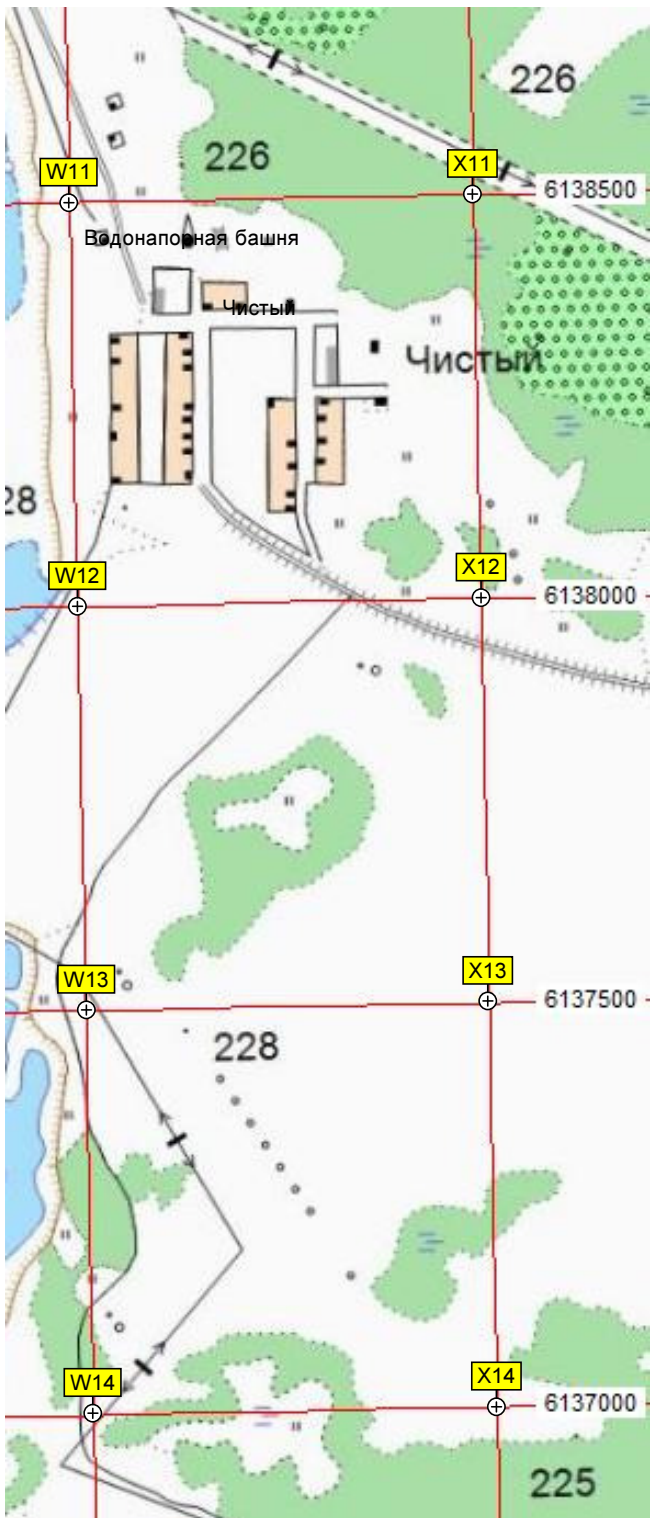 226
226
W11
X11
6138500
Водонапорная башня
Чистый
Чистый
28
W12
X12
6138000
W13
X13
6137500
228
W14
X14
6137000
225